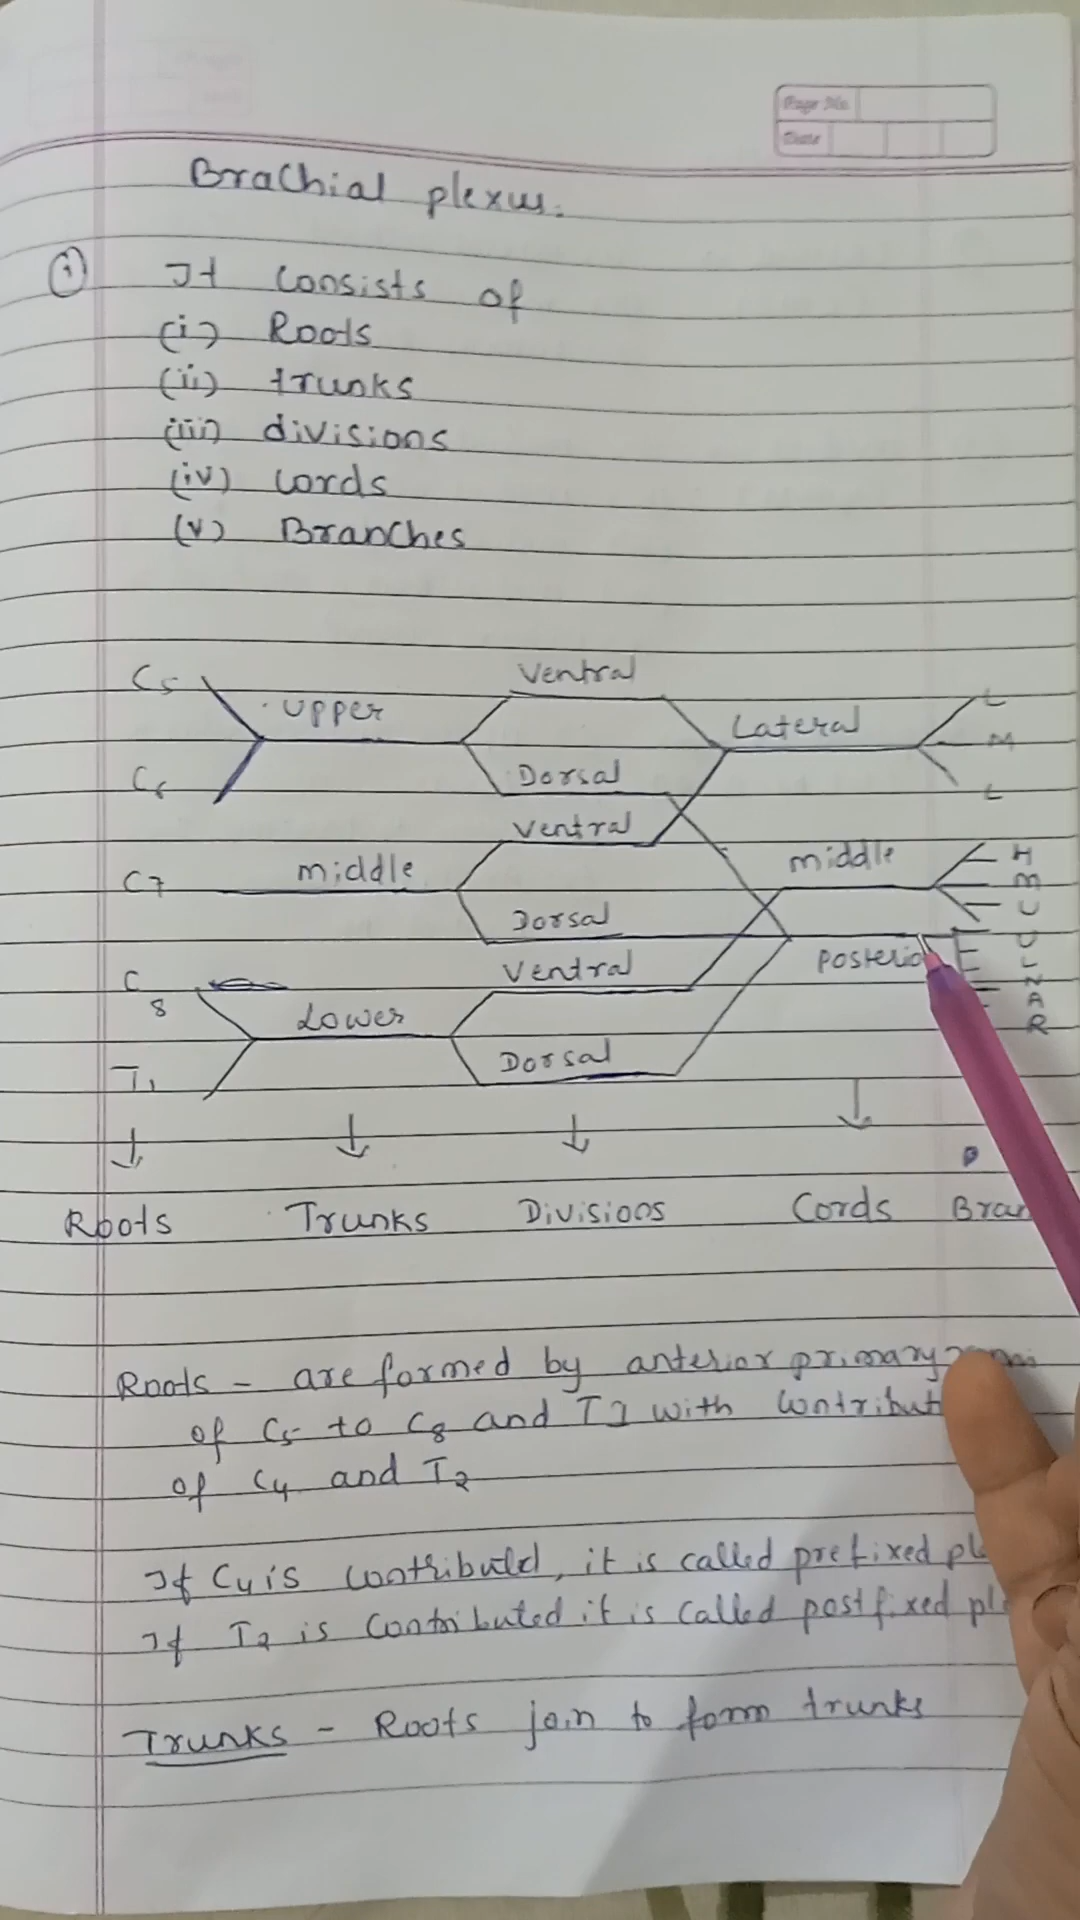 Page No.
Date
Brachial plexus.
① It consists of
(i) Roots
(ii) trunks
(iii) divisions
(iv) cords
(v) Branches
C5 Upper Ventral Lateral L
M
C6 Dorsal L
Ventral
C7 middle middle H
M
Dorsal U
C8 Ventral Posterio U
L
N
Lower A
R
T1 Dorsal
Roots Trunks Divisions Cords Bran
Roots - are formed by anterior primary
of C5 to C8 and T1 with contribut
of C4 and T2
If C4 is contributed, it is called prefixed pl
If T2 is contributed it is called postfixed pl
Trunks - Roots join to form trunks